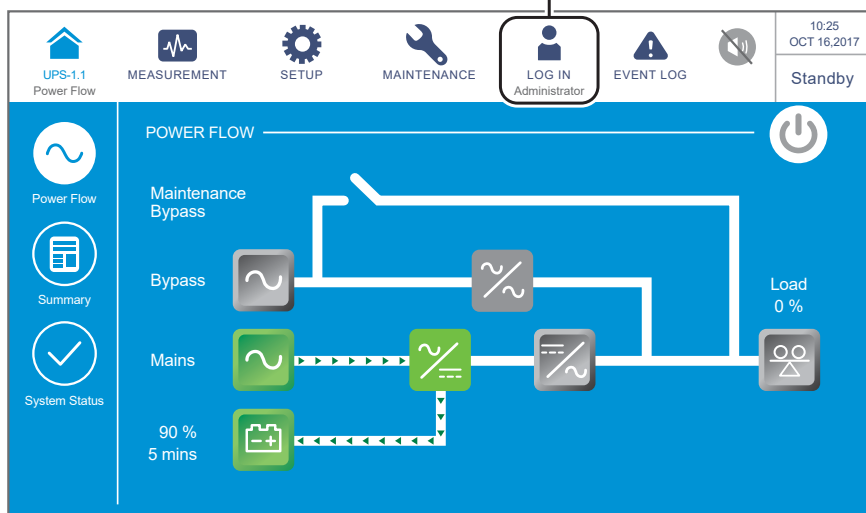 UPS-1.1
Power Flow
MEASUREMENT
SETUP
MAINTENANCE
LOG IN
Administrator
EVENT LOG
10:25
OCT 16,2017
Standby
Power Flow
Summary
System Status
POWER FLOW
Maintenance
Bypass
Bypass
Load
0 %
Mains
90 %
5 mins